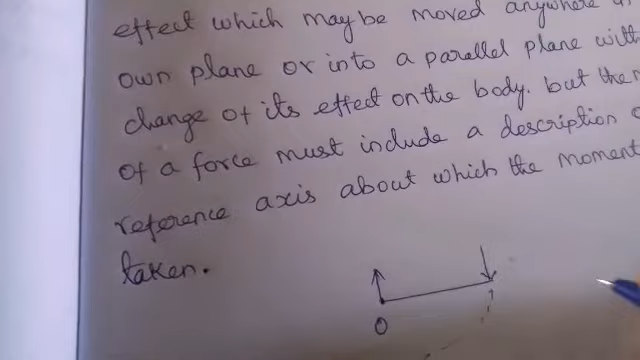 effect which may be moved anywhere in
own plane or into a parallel plane with
change of its effect on the body. but the
of a force must include a description
reference axis about which the moment
taken.
O